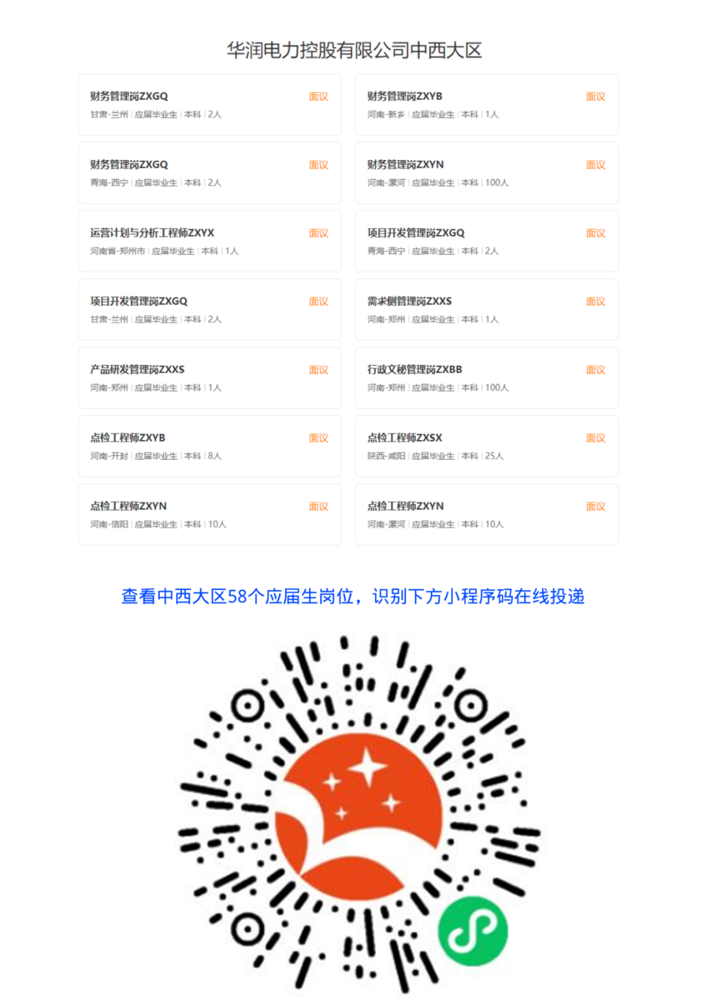 华润电力控股有限公司中西大区
财务管理岗ZXGQ 面议
甘肃-兰州 | 应届毕业生 | 本科 | 2人
财务管理岗ZXYB 面议
河南-新乡 | 应届毕业生 | 本科 | 1人
财务管理岗ZXGQ 面议
青海-西宁 | 应届毕业生 | 本科 | 2人
财务管理岗ZXYN 面议
河南-漯河 | 应届毕业生 | 本科 | 100人
运营计划与分析工程师ZXYX 面议
河南省-郑州市 | 应届毕业生 | 本科 | 1人
项目开发管理岗ZXGQ 面议
青海-西宁 | 应届毕业生 | 本科 | 2人
项目开发管理岗ZXGQ 面议
甘肃-兰州 | 应届毕业生 | 本科 | 2人
需求侧管理岗ZXXS 面议
河南-郑州 | 应届毕业生 | 本科 | 1人
产品研发管理岗ZXXS 面议
河南-郑州 | 应届毕业生 | 本科 | 1人
行政文秘管理岗ZXBB 面议
河南-郑州 | 应届毕业生 | 本科 | 100人
点检工程师ZXYB 面议
河南-开封 | 应届毕业生 | 本科 | 8人
点检工程师ZXSX 面议
陕西-咸阳 | 应届毕业生 | 本科 | 25人
点检工程师ZXYN 面议
河南-信阳 | 应届毕业生 | 本科 | 10人
点检工程师ZXYN 面议
河南-漯河 | 应届毕业生 | 本科 | 10人
查看中西大区58个应届生岗位，识别下方小程序码在线投递